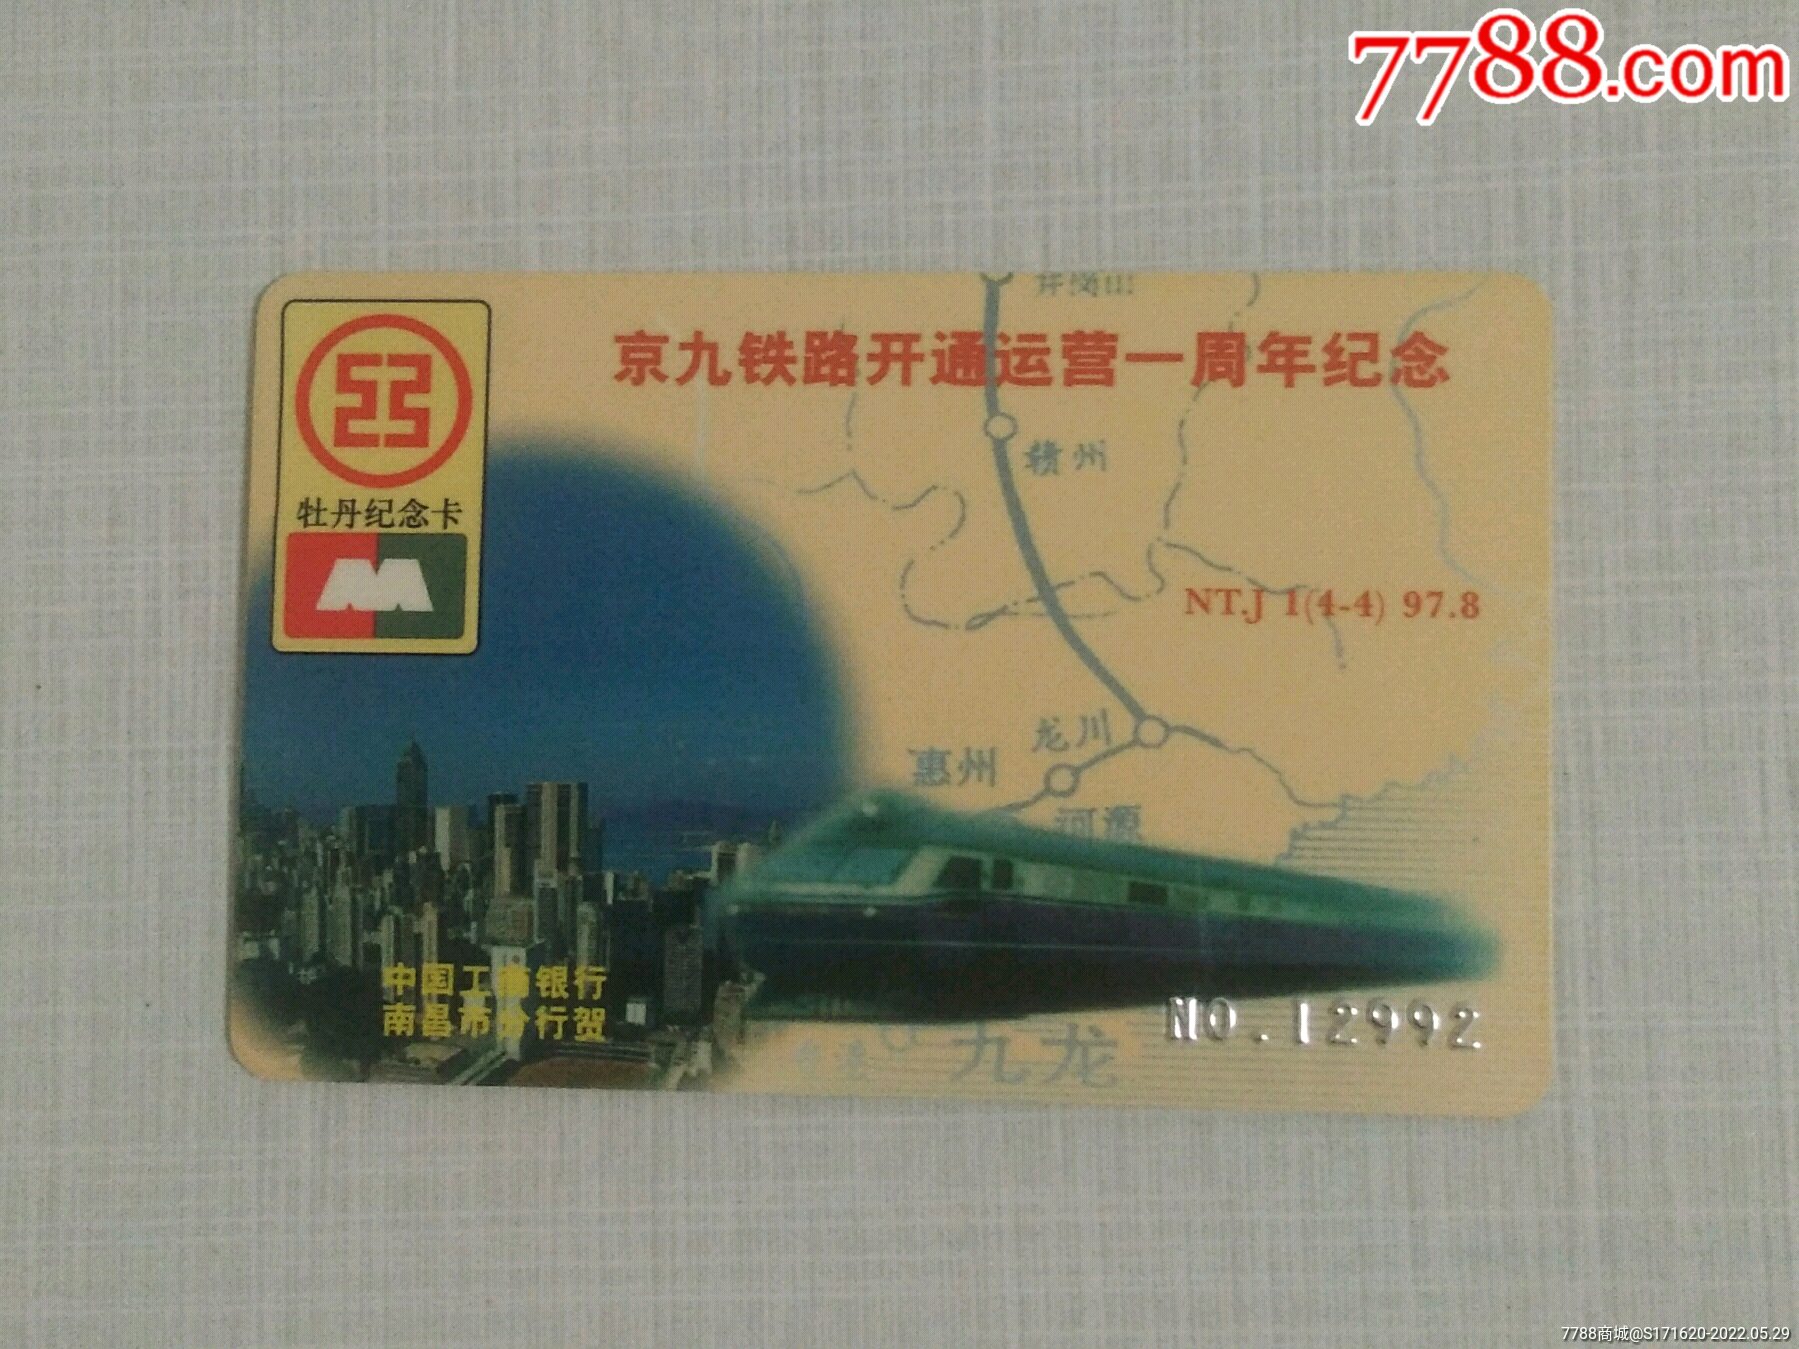 7788.com
井岗山
京九铁路开通运营一周年纪念
赣州
牡丹纪念卡
NT.J 1(4-4) 97.8
龙川
惠州
河源
中国工商银行
南昌市分行贺
NO.12992
九龙
7788商城@S171620-2022.05.29